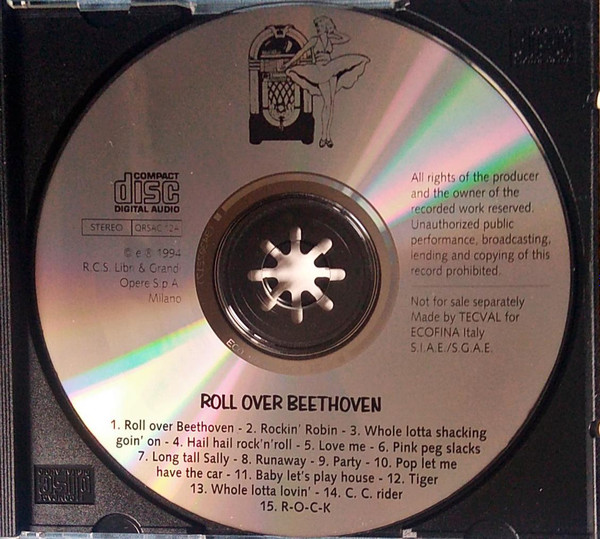 COMPACT
disc
DIGITAL AUDIO
STEREO
© e ℗ 1994
R.C.S. Libri & Grandi
Opere S.p.A.
Milano
All rights of the producer
and the owner of the
recorded work reserved.
Unauthorized public
performance, broadcasting,
lending and copying of this
record prohibited.
Not for sale separately
Made by TECVAL for
ECOFINA Italy
S.I.A.E./S.G.A.E.
ROLL OVER BEETHOVEN
1. Roll over Beethoven - 2. Rockin' Robin - 3. Whole lotta shacking
goin' on - 4. Hail hail rock'n'roll - 5. Love me - 6. Pink peg slacks
7. Long tall Sally - 8. Runaway - 9. Party - 10. Pop let me
have the car - 11. Baby let's play house - 12. Tiger
13. Whole lotta lovin' - 14. C. C. rider
15. R-O-C-K